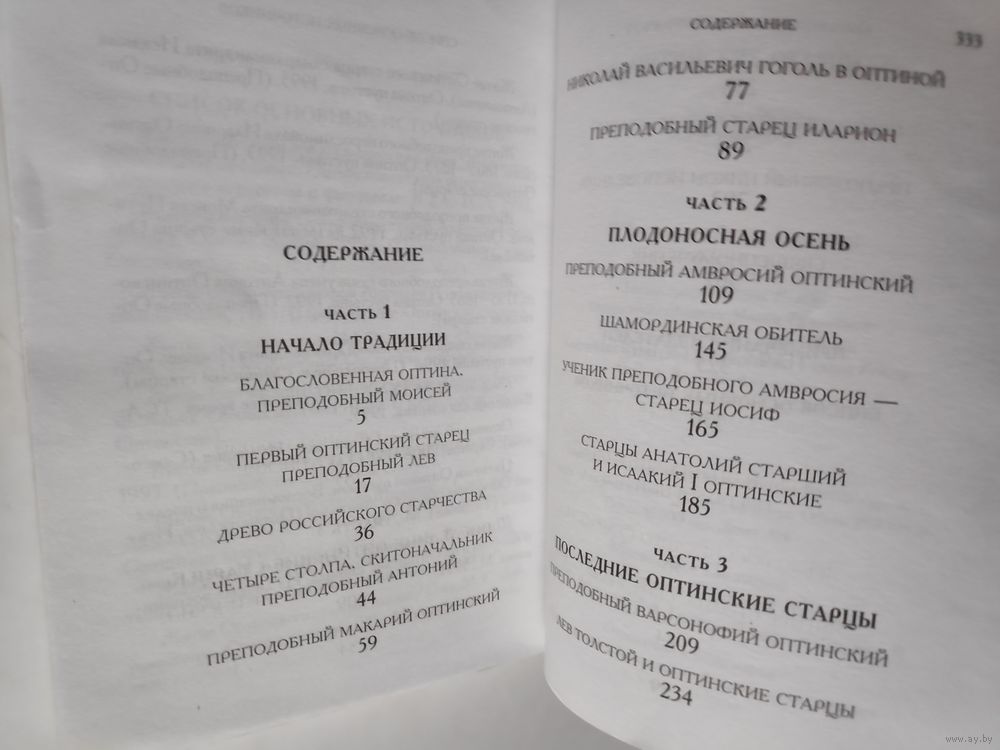 СОДЕРЖАНИЕ
ЧАСТЬ 1
НАЧАЛО ТРАДИЦИИ
БЛАГОСЛОВЕННАЯ ОПТИНА.
ПРЕПОДОБНЫЙ МОИСЕЙ
5
ПЕРВЫЙ ОПТИНСКИЙ СТАРЕЦ
ПРЕПОДОБНЫЙ ЛЕВ
17
ДРЕВО РОССИЙСКОГО СТАРЧЕСТВА
36
ЧЕТЫРЕ СТОЛПА. СКИТОНАЧАЛЬНИК
ПРЕПОДОБНЫЙ АНТОНИЙ
44
ПРЕПОДОБНЫЙ МАКАРИЙ ОПТИНСКИЙ
59
СОДЕРЖАНИЕ
333
НИКОЛАЙ ВАСИЛЬЕВИЧ ГОГОЛЬ В ОПТИНОЙ
77
ПРЕПОДОБНЫЙ СТАРЕЦ ИЛАРИОН
89
ЧАСТЬ 2
ПЛОДОНОСНАЯ ОСЕНЬ
ПРЕПОДОБНЫЙ АМВРОСИЙ ОПТИНСКИЙ
109
ШАМОРДИНСКАЯ ОБИТЕЛЬ
145
УЧЕНИК ПРЕПОДОБНОГО АМВРОСИЯ —
СТАРЕЦ ИОСИФ
165
СТАРЦЫ АНАТОЛИЙ СТАРШИЙ
И ИСААКИЙ I ОПТИНСКИЕ
185
ЧАСТЬ 3
ПОСЛЕДНИЕ ОПТИНСКИЕ СТАРЦЫ
ПРЕПОДОБНЫЙ ВАРСОНОФИЙ ОПТИНСКИЙ
209
ЛЕВ ТОЛСТОЙ И ОПТИНСКИЕ СТАРЦЫ
234
www.ay.by